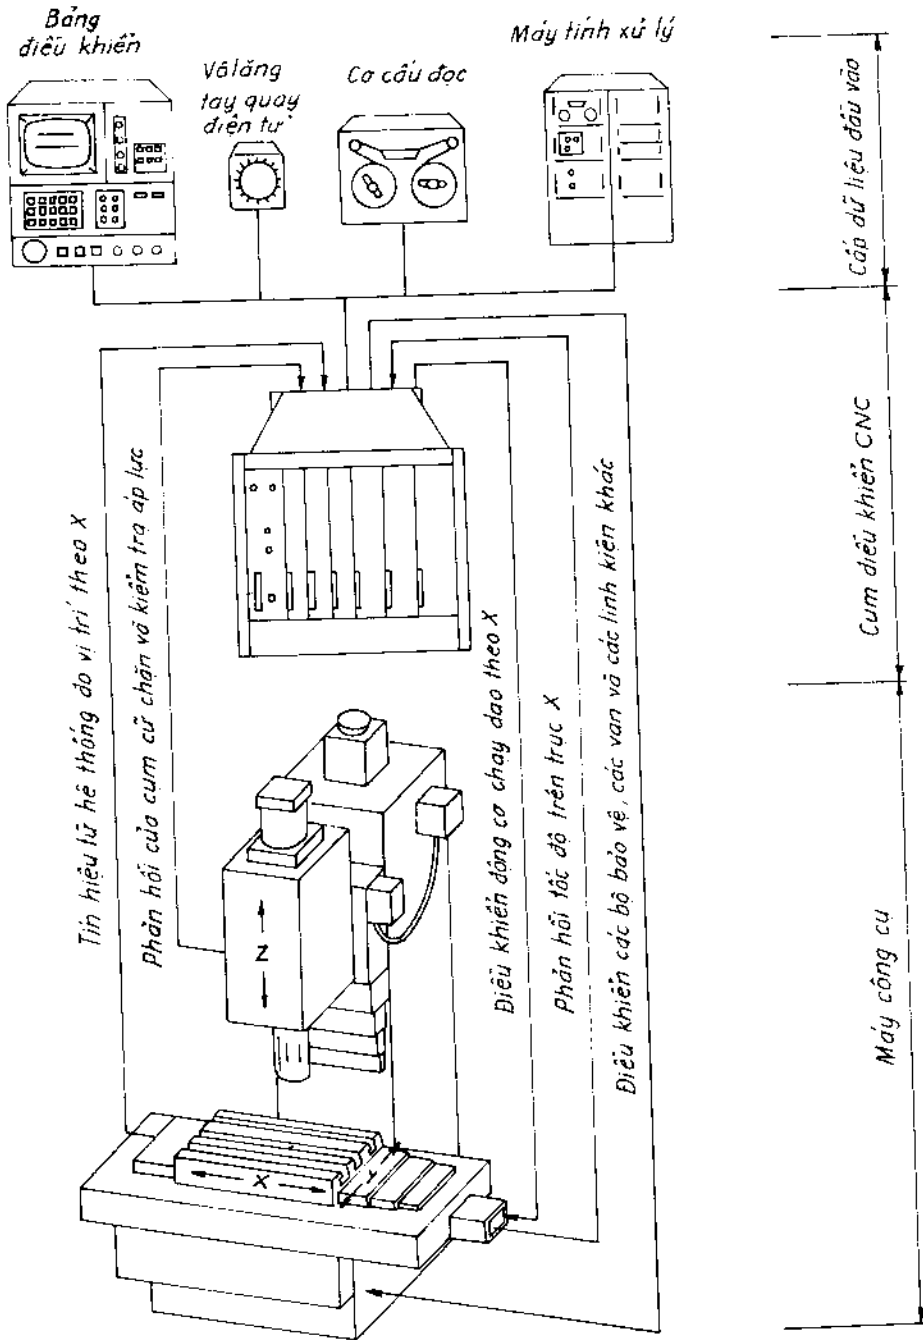 Bảng
điều khiển
Vô lăng
tay quay
điện tử
Cơ cấu đọc
Máy tính xử lý
Cấp dữ liệu đầu vào
Cụm điều khiển CNC
Máy công cụ
Tín hiệu từ hệ thống đo vị trí theo X
Phản hồi của cụm cữ chặn và kiểm tra áp lực
Điều khiển động cơ chạy dao theo X
Phản hồi tốc độ trên trục X
Điều khiển các bộ bảo vệ, các van và các linh kiện khác
Z
X
Y